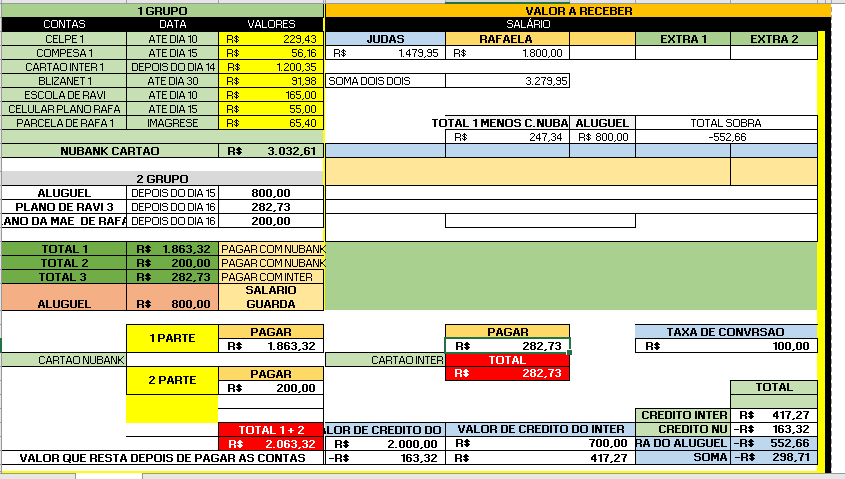 1 GRUPO VALOR A RECEBER
CONTAS DATA VALORES SALÁRIO
CELPE 1 ATE DIA 10 R$ 229,43 JUDAS RAFAELA EXTRA 1 EXTRA 2
COMPESA 1 ATE DIA 15 R$ 56,16 R$ 1.479,95 R$ 1.800,00
CARTAO INTER 1 DEPOIS DO DIA 14 R$ 1.200,35
BLIZANET 1 ATE DIA 30 R$ 91,98 SOMA DOIS DOIS 3.279,95
ESCOLA DE RAVI ATE DIA 10 R$ 165,00
CELULAR PLANO RAFA ATE DIA 15 R$ 55,00
PARCELA DE RAFA 1 IMAGRESE R$ 65,40 TOTAL 1 MENOS C.NUBA ALUGUEL TOTAL SOBRA
R$ 247,34 R$ 800,00 -552,66
NUBANK CARTAO R$ 3.032,61
2 GRUPO
ALUGUEL DEPOIS DO DIA 15 800,00
PLANO DE RAVI 3 DEPOIS DO DIA 16 282,73
ANO DA MAE DE RAFA DEPOIS DO DIA 16 200,00
TOTAL 1 R$ 1.863,32 PAGAR COM NUBANK
TOTAL 2 R$ 200,00 PAGAR COM NUBANK
TOTAL 3 R$ 282,73 PAGAR COM INTER
ALUGUEL R$ 800,00 SALARIO GUARDA
1 PARTE PAGAR PAGAR TAXA DE CONVRSAO
R$ 1.863,32 R$ 282,73 R$ 100,00
CARTAO NUBANK CARTAO INTER TOTAL
2 PARTE PAGAR R$ 282,73
R$ 200,00 TOTAL
CREDITO INTER R$ 417,27
TOTAL 1 + 2 ALOR DE CREDITO DO VALOR DE CREDITO DO INTER CREDITO NU -R$ 163,32
R$ 2.063,32 R$ 2.000,00 R$ 700,00 RA DO ALUGUEL -R$ 552,66
VALOR QUE RESTA DEPOIS DE PAGAR AS CONTAS -R$ 163,32 R$ 417,27 SOMA -R$ 298,71